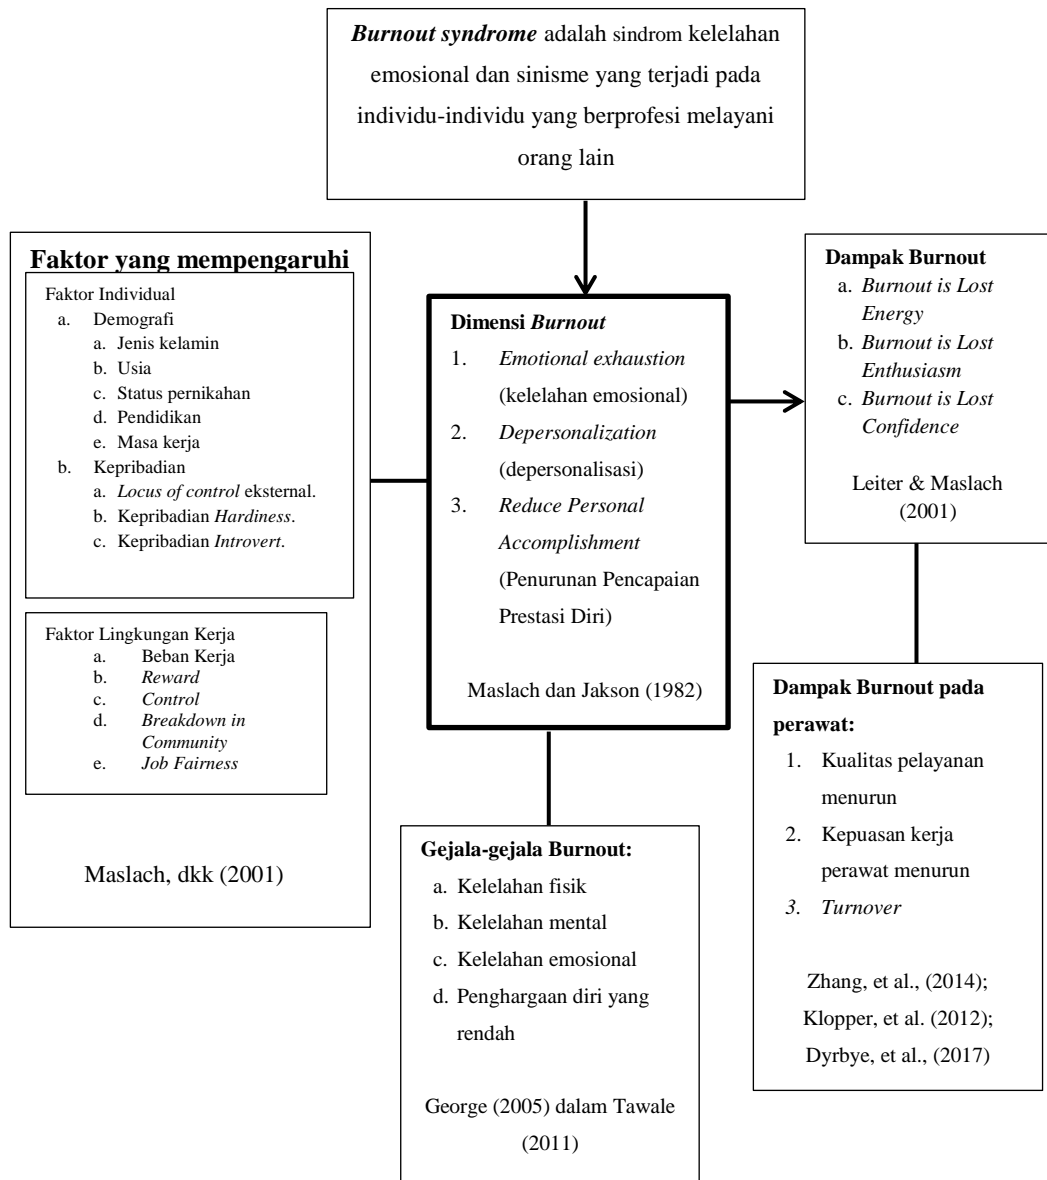 Burnout syndrome adalah sindrom kelelahan
emosional dan sinisme yang terjadi pada
individu-individu yang berprofesi melayani
orang lain
Faktor yang mempengaruhi
Faktor Individual
a. Demografi
a. Jenis kelamin
b. Usia
c. Status pernikahan
d. Pendidikan
e. Masa kerja
b. Kepribadian
a. Locus of control eksternal.
b. Kepribadian Hardiness.
c. Kepribadian Introvert.
Faktor Lingkungan Kerja
a. Beban Kerja
b. Reward
c. Control
d. Breakdown in
Community
e. Job Fairness
Maslach, dkk (2001)
Dimensi Burnout
1. Emotional exhaustion
(kelelahan emosional)
2. Depersonalization
(depersonalisasi)
3. Reduce Personal
Accomplishment
(Penurunan Pencapaian
Prestasi Diri)
Maslach dan Jakson (1982)
Dampak Burnout
a. Burnout is Lost
Energy
b. Burnout is Lost
Enthusiasm
c. Burnout is Lost
Confidence
Leiter & Maslach
(2001)
Gejala-gejala Burnout:
a. Kelelahan fisik
b. Kelelahan mental
c. Kelelahan emosional
d. Penghargaan diri yang
rendah
George (2005) dalam Tawale
(2011)
Dampak Burnout pada
perawat:
1. Kualitas pelayanan
menurun
2. Kepuasan kerja
perawat menurun
3. Turnover
Zhang, et al., (2014);
Klopper, et al. (2012);
Dyrbye, et al., (2017)